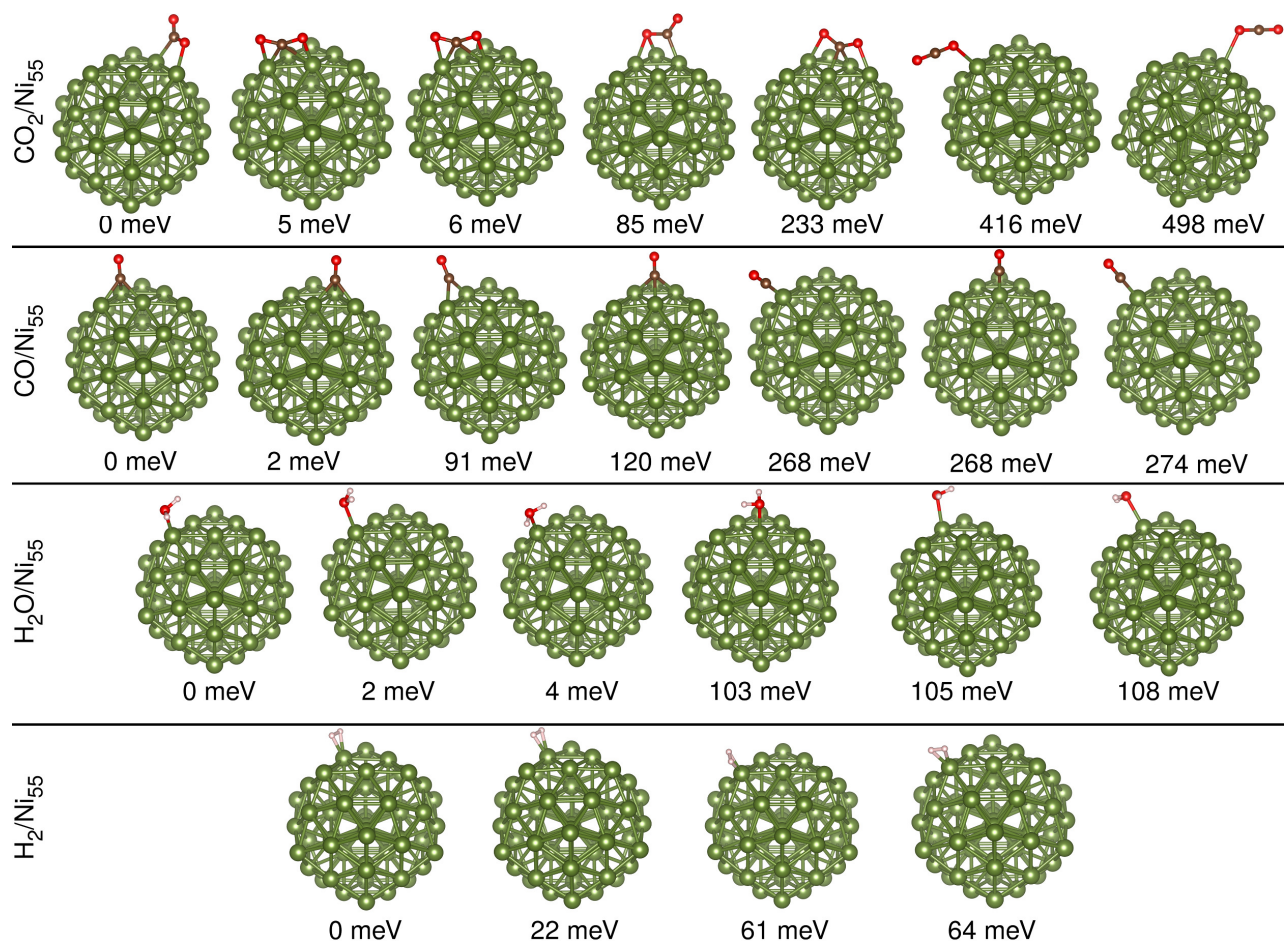 CO₂/Ni₅₅
0 meV
5 meV
6 meV
85 meV
233 meV
416 meV
498 meV
CO/Ni₅₅
0 meV
2 meV
91 meV
120 meV
268 meV
268 meV
274 meV
H₂O/Ni₅₅
0 meV
2 meV
4 meV
103 meV
105 meV
108 meV
H₂/Ni₅₅
0 meV
22 meV
61 meV
64 meV